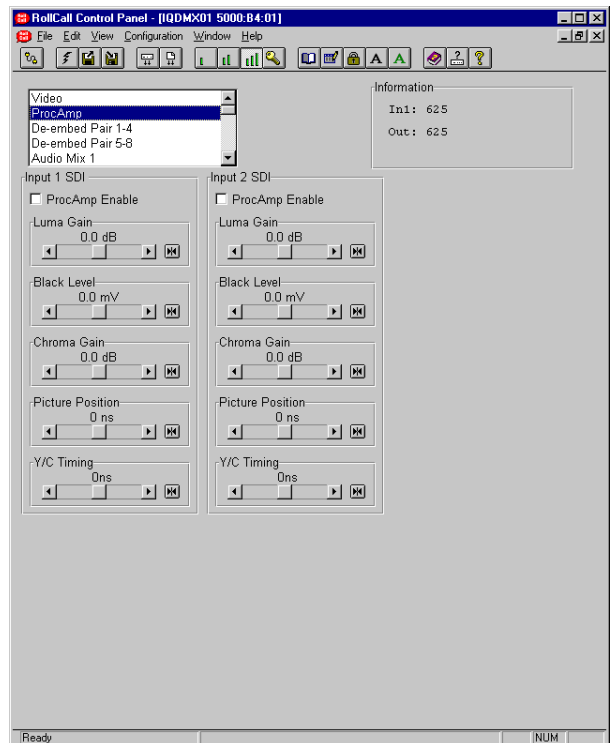 RollCall Control Panel - [IQDMX01 5000:B4:01]
File Edit View Configuration Window Help
A A ?
Video
ProcAmp
De-embed Pair 1-4
De-embed Pair 5-8
Audio Mix 1
Information
In1: 625
Out: 625
Input 1 SDI
ProcAmp Enable
Luma Gain
0.0 dB
Black Level
0.0 mV
Chroma Gain
0.0 dB
Picture Position
0 ns
Y/C Timing
0ns
Input 2 SDI
ProcAmp Enable
Luma Gain
0.0 dB
Black Level
0.0 mV
Chroma Gain
0.0 dB
Picture Position
0 ns
Y/C Timing
0ns
Ready
NUM